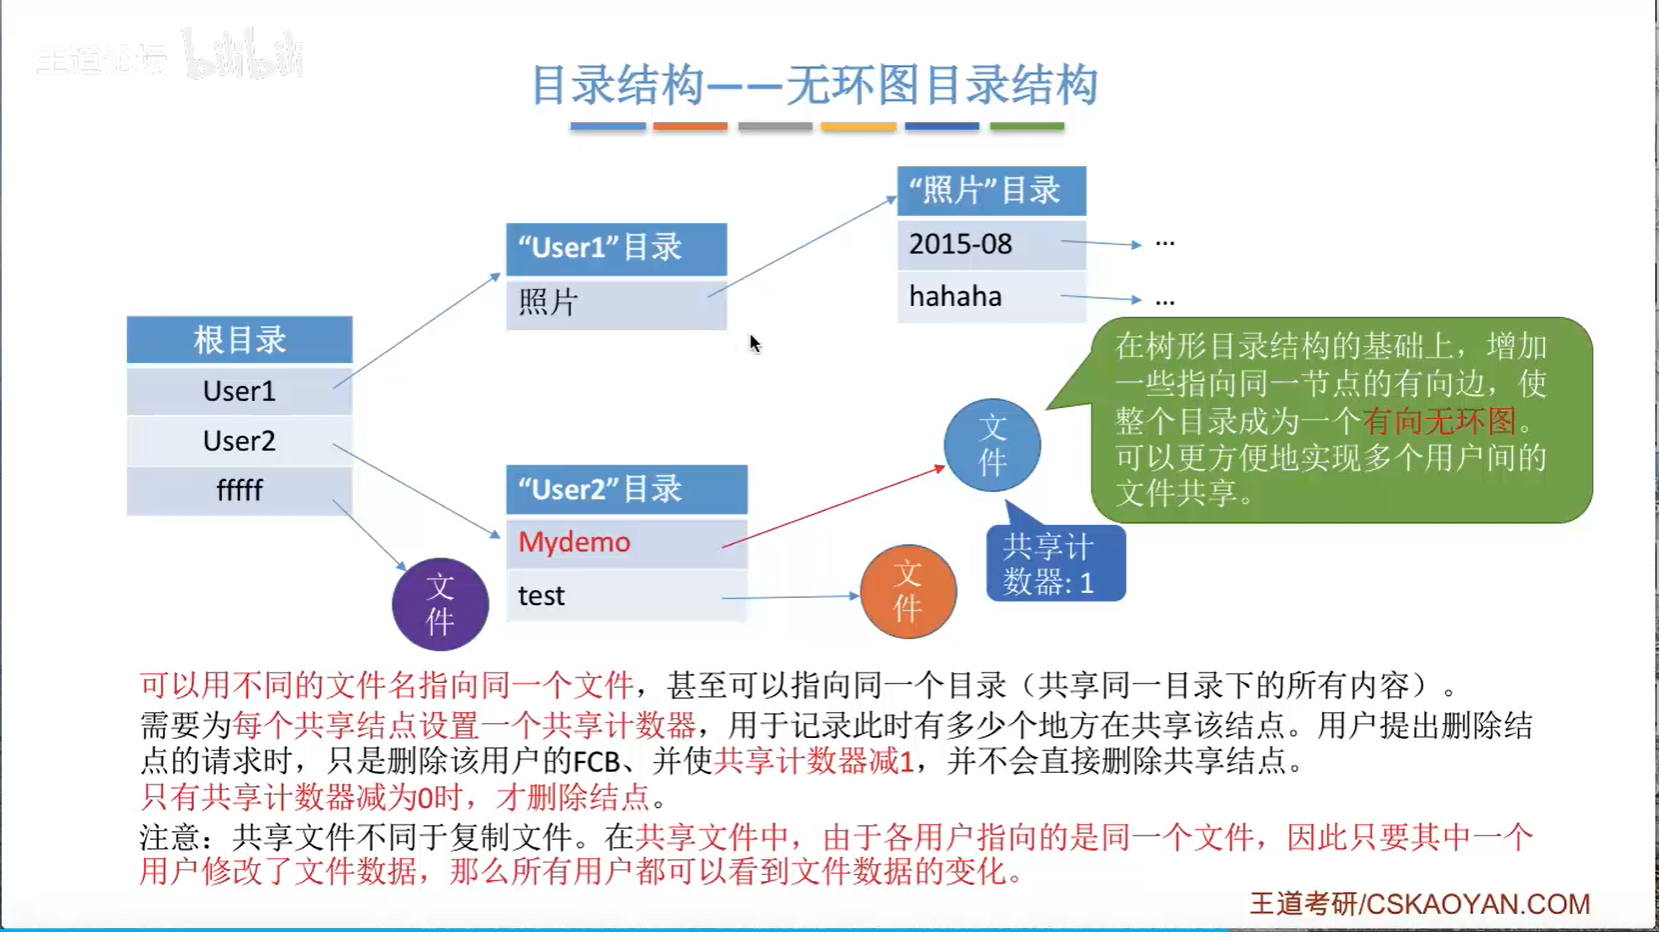 王道论坛 bilibili
目录结构——无环图目录结构
“照片”目录
2015-08
...
hahaha
...
“User1”目录
照片
根目录
User1
User2
fffff
在树形目录结构的基础上，增加
一些指向同一节点的有向边，使
整个目录成为一个有向无环图。
可以更方便地实现多个用户间的
文件共享。
文
件
“User2”目录
Mydemo
test
共享计
数器: 1
文
件
文
件
可以用不同的文件名指向同一个文件，甚至可以指向同一个目录（共享同一目录下的所有内容）。
需要为每个共享结点设置一个共享计数器，用于记录此时有多少个地方在共享该结点。用户提出删除结
点的请求时，只是删除该用户的FCB、并使共享计数器减1，并不会直接删除共享结点。
只有共享计数器减为0时，才删除结点。
注意：共享文件不同于复制文件。在共享文件中，由于各用户指向的是同一个文件，因此只要其中一个
用户修改了文件数据，那么所有用户都可以看到文件数据的变化。
王道考研/CSKAOYAN.COM